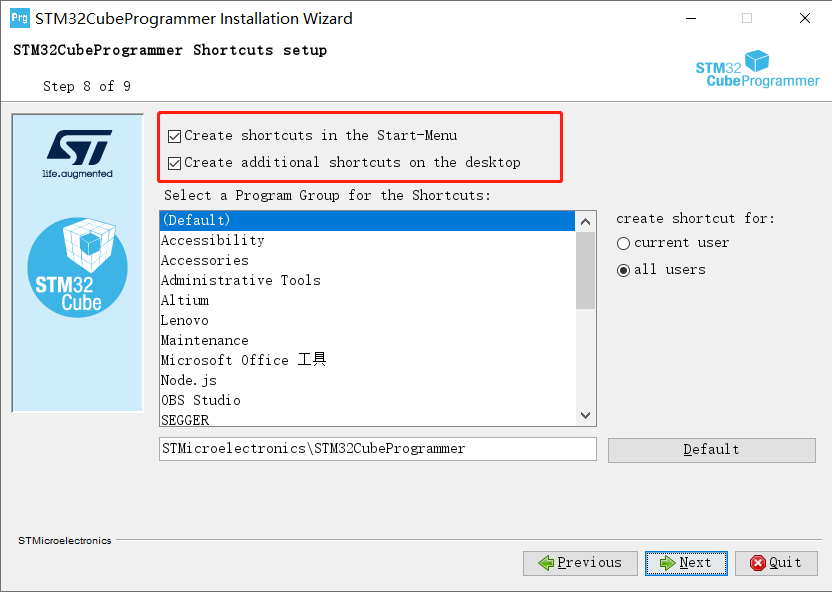 Prg STM32CubeProgrammer Installation Wizard
STM32CubeProgrammer Shortcuts setup
Step 8 of 9
STM32
CubeProgrammer
ST
life.augmented
STM32
Cube
Create shortcuts in the Start-Menu
Create additional shortcuts on the desktop
Select a Program Group for the Shortcuts:
(Default)
Accessibility
Accessories
Administrative Tools
Altium
Lenovo
Maintenance
Microsoft Office 工具
Node.js
OBS Studio
SEGGER
create shortcut for:
current user
all users
STMicroelectronics\STM32CubeProgrammer
Default
STMicroelectronics
Previous
Next
Quit